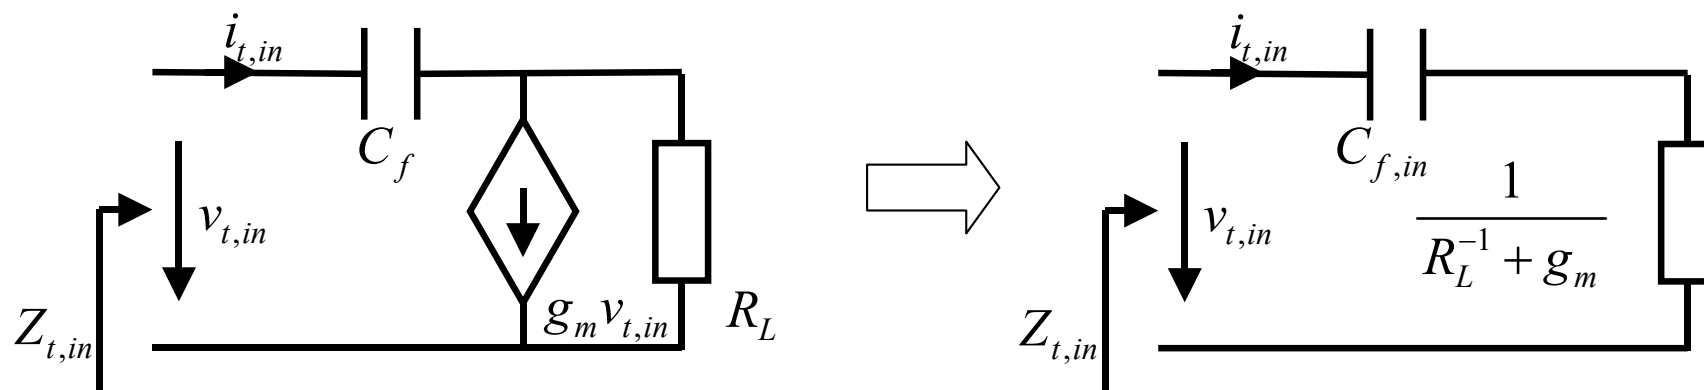 i_{t,in}
C_f
v_{t,in}
Z_{t,in}
g_m v_{t,in}
R_L
i_{t,in}
C_{f,in}
v_{t,in}
\frac{1}{R_L^{-1} + g_m}
Z_{t,in}